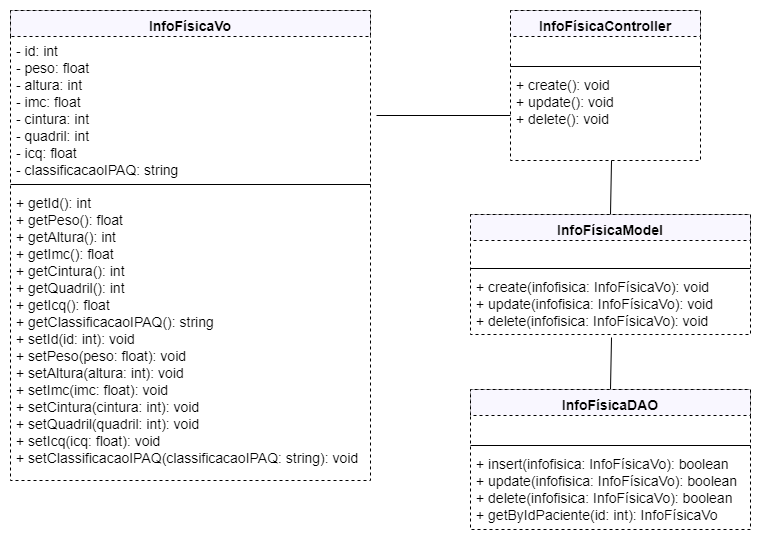 InfoFísicaVo
- id: int
- peso: float
- altura: int
- imc: float
- cintura: int
- quadril: int
- icq: float
- classificacaoIPAQ: string
+ getId(): int
+ getPeso(): float
+ getAltura(): int
+ getImc(): float
+ getCintura(): int
+ getQuadril(): int
+ getIcq(): float
+ getClassificacaoIPAQ(): string
+ setId(id: int): void
+ setPeso(peso: float): void
+ setAltura(altura: int): void
+ setImc(imc: float): void
+ setCintura(cintura: int): void
+ setQuadril(quadril: int): void
+ setIcq(icq: float): void
+ setClassificacaoIPAQ(classificacaoIPAQ: string): void
InfoFísicaController
+ create(): void
+ update(): void
+ delete(): void
InfoFísicaModel
+ create(infofisica: InfoFísicaVo): void
+ update(infofisica: InfoFísicaVo): void
+ delete(infofisica: InfoFísicaVo): void
InfoFísicaDAO
+ insert(infofisica: InfoFísicaVo): boolean
+ update(infofisica: InfoFísicaVo): boolean
+ delete(infofisica: InfoFísicaVo): boolean
+ getByIdPaciente(id: int): InfoFísicaVo